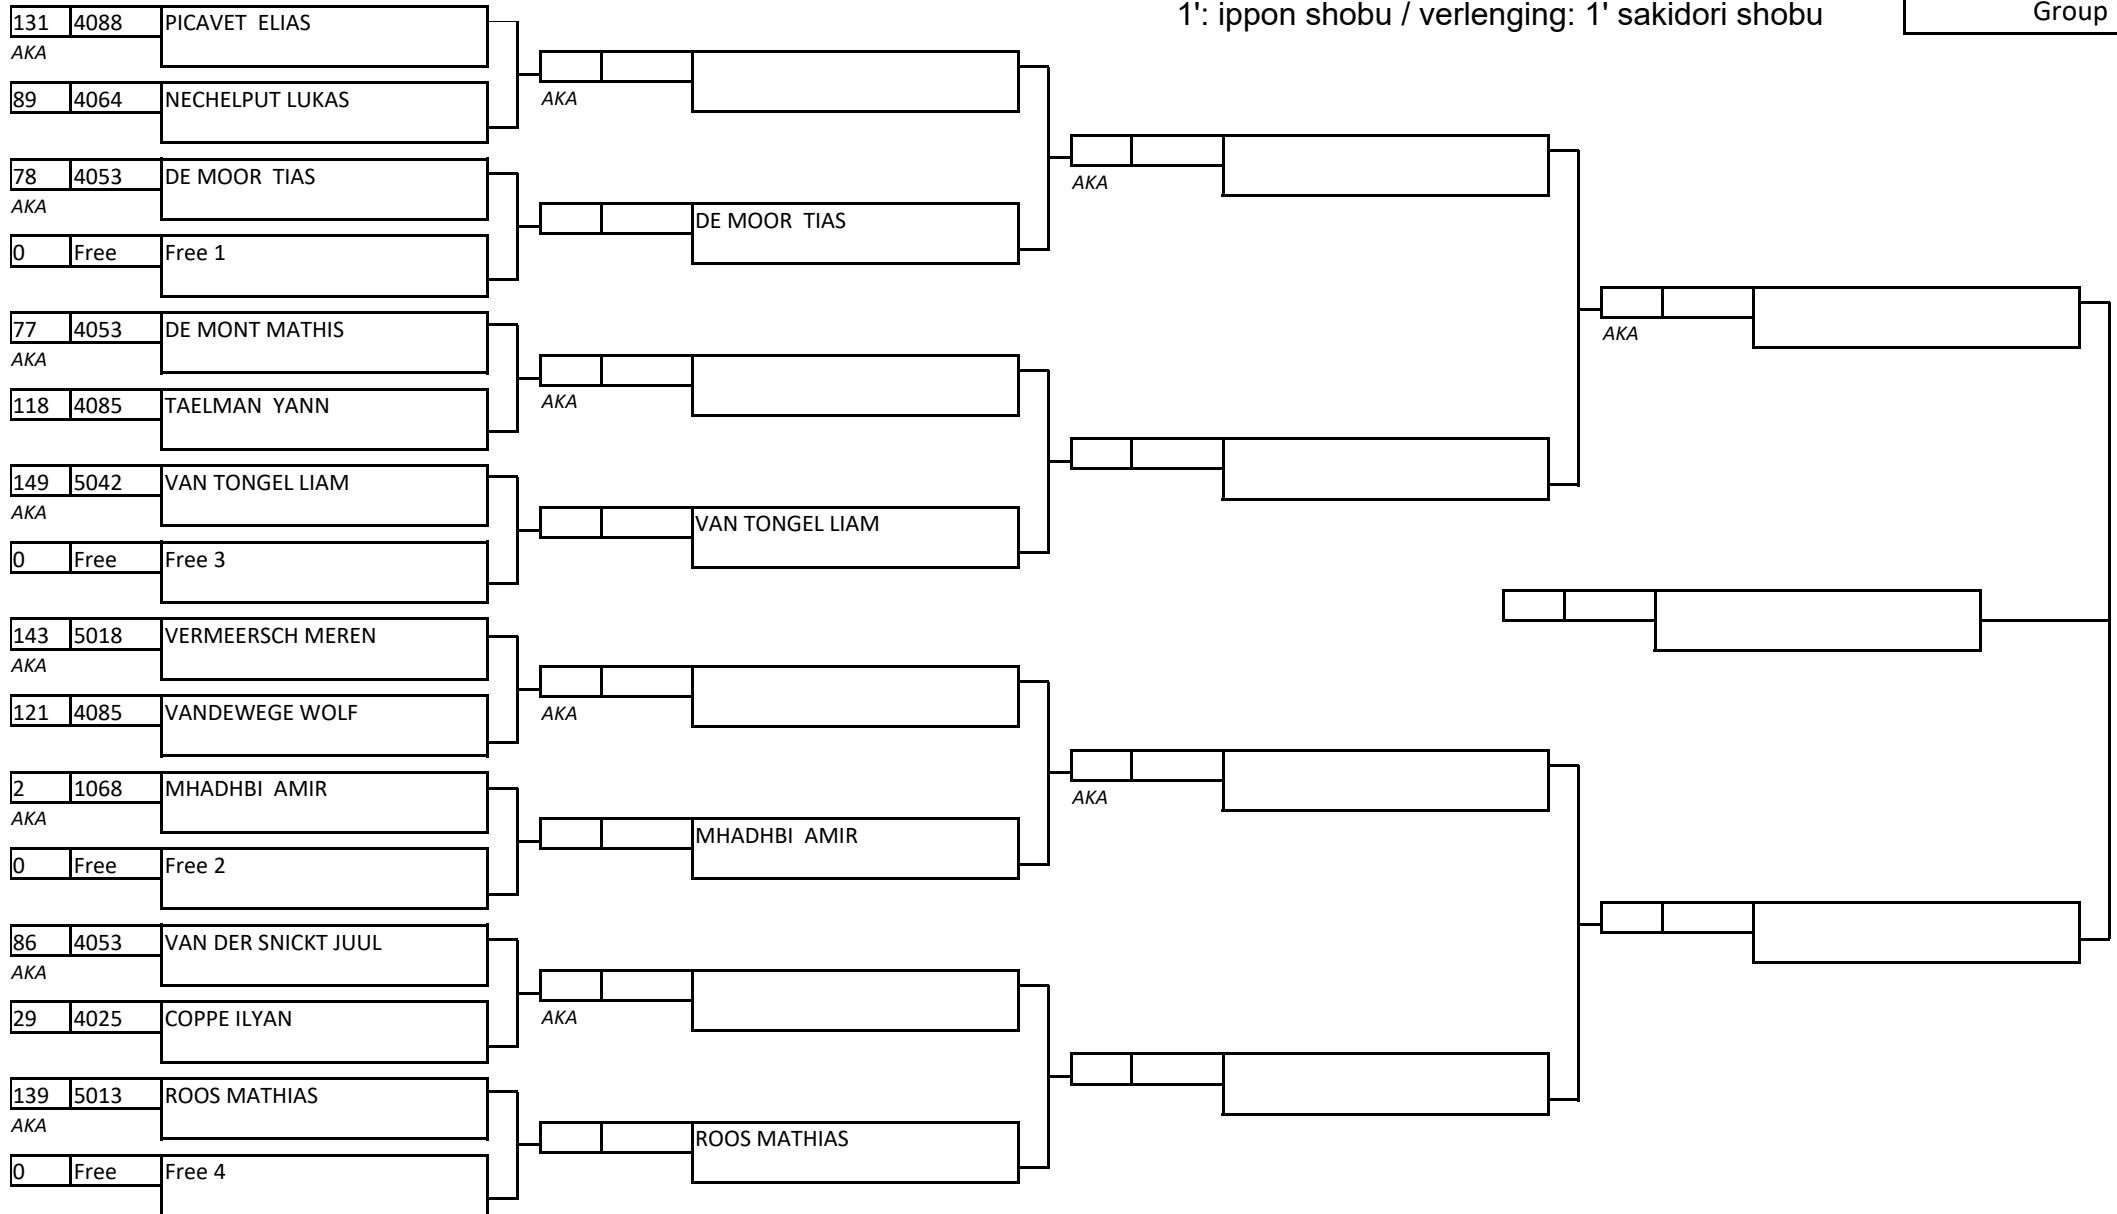 1': ippon shobu / verlenging: 1' sakidori shobu
Group
131 4088 PICAVET  ELIAS
AKA
89 4064 NECHELPUT LUKAS
AKA
78 4053 DE MOOR  TIAS
AKA
AKA
DE MOOR  TIAS
0 Free Free 1
77 4053 DE MONT MATHIS
AKA
AKA
118 4085 TAELMAN  YANN
AKA
149 5042 VAN TONGEL LIAM
AKA
VAN TONGEL LIAM
0 Free Free 3
143 5018 VERMEERSCH MEREN
AKA
121 4085 VANDEWEGE WOLF
AKA
2 1068 MHADHBI  AMIR
AKA
AKA
MHADHBI  AMIR
0 Free Free 2
86 4053 VAN DER SNICKT JUUL
AKA
29 4025 COPPE ILYAN
AKA
139 5013 ROOS MATHIAS
AKA
ROOS MATHIAS
0 Free Free 4